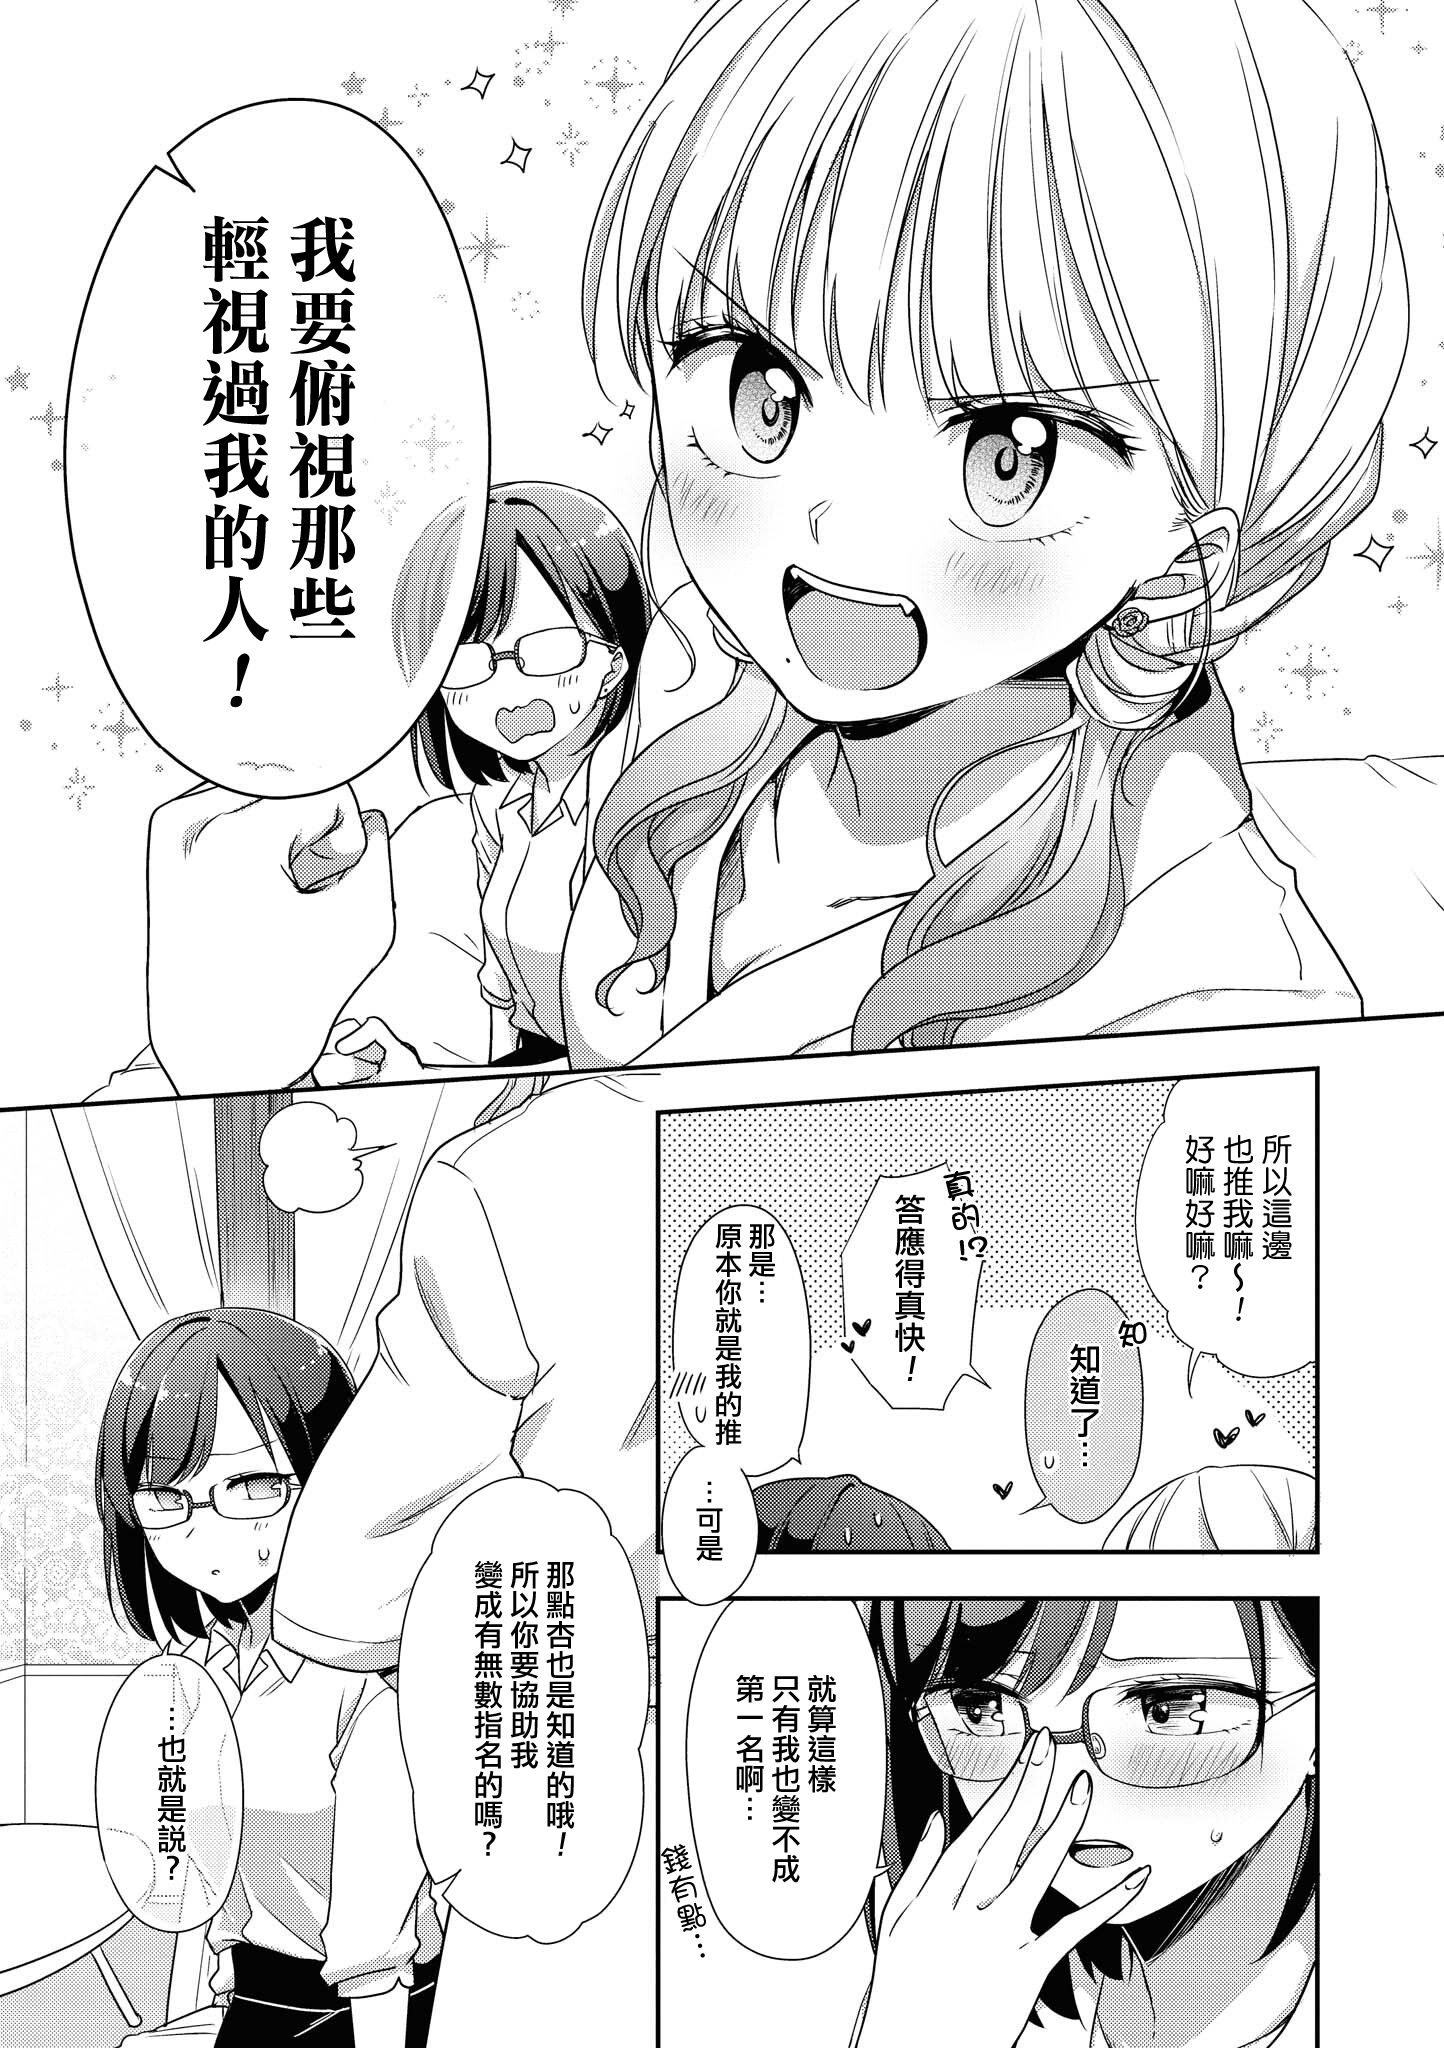 我要俯視那些
輕視過我的人！
所以這邊
也推我嘛～！
好嘛好嘛？
知
知道了…
真的!?
答應得真快！
那是…
原本你就是我的推
…可是
就算這樣
只有我也變不成
第一名啊…
錢有點…
那點杏也是知道的哦！
所以你要協助我
變成有無數指名的嗎？
…也就是説？